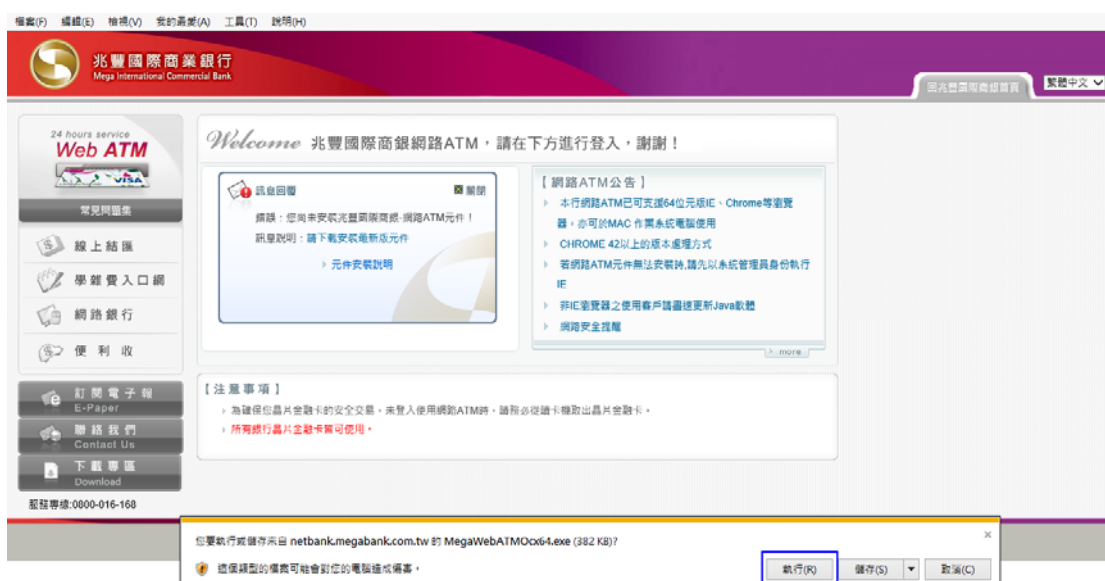 檔案(F) 編輯(E) 檢視(V) 我的最愛(A) 工具(T) 說明(H)
兆豐國際商業銀行
Mega International Commercial Bank
回兆豐國際商銀首頁
繁體中文
24 hours service
Web ATM
VISA
常見問題集
線上結匯
學雜費入口網
網路銀行
便利收
訂閱電子報
E-Paper
聯絡我們
Contact Us
下載專區
Download
服務專線:0800-016-168
Welcome 兆豐國際商銀網路ATM，請在下方進行登入，謝謝！
訊息回覆
關閉
錯誤：您尚未安裝兆豐國際商銀-網路ATM元件！
訊息說明：請下載安裝最新版元件
元件安裝說明
【網路ATM公告】
本行網路ATM已可支援64位元版IE、Chrome等瀏覽
器，亦可於MAC 作業系統電腦使用
CHROME 42以上的版本處理方式
若網路ATM元件無法安裝時,請先以系統管理員身份執行
IE
非IE瀏覽器之使用客戶請盡速更新Java軟體
網路安全提醒
more
【注意事項】
為確保您晶片金融卡的安全交易，未登入使用網路ATM時，請務必從讀卡機取出晶片金融卡。
所有銀行晶片金融卡皆可使用。
您要執行或儲存來自 netbank.megabank.com.tw 的 MegaWebATMOcx64.exe (382 KB)?
這個類型的檔案可能會對您的電腦造成傷害。
執行(R)
儲存(S)
取消(C)